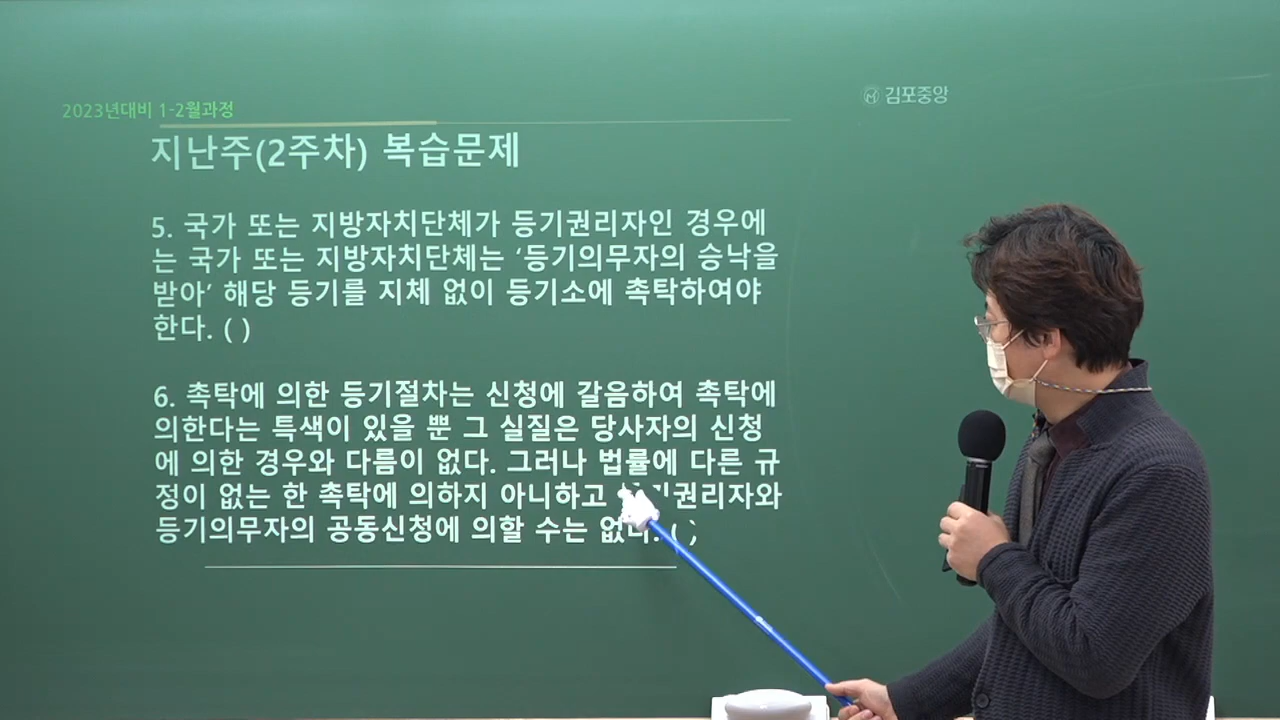 2023년대비 1-2월과정
김포중앙
지난주(2주차) 복습문제
5. 국가 또는 지방자치단체가 등기권리자인 경우에
는 국가 또는 지방자치단체는 ‘등기의무자의 승낙을
받아’ 해당 등기를 지체 없이 등기소에 촉탁하여야
한다. ( )
6. 촉탁에 의한 등기절차는 신청에 갈음하여 촉탁에
의한다는 특색이 있을 뿐 그 실질은 당사자의 신청
에 의한 경우와 다름이 없다. 그러나 법률에 다른 규
정이 없는 한 촉탁에 의하지 아니하고
등기의무자의 공동신청에 의할 수는 없다. ( )